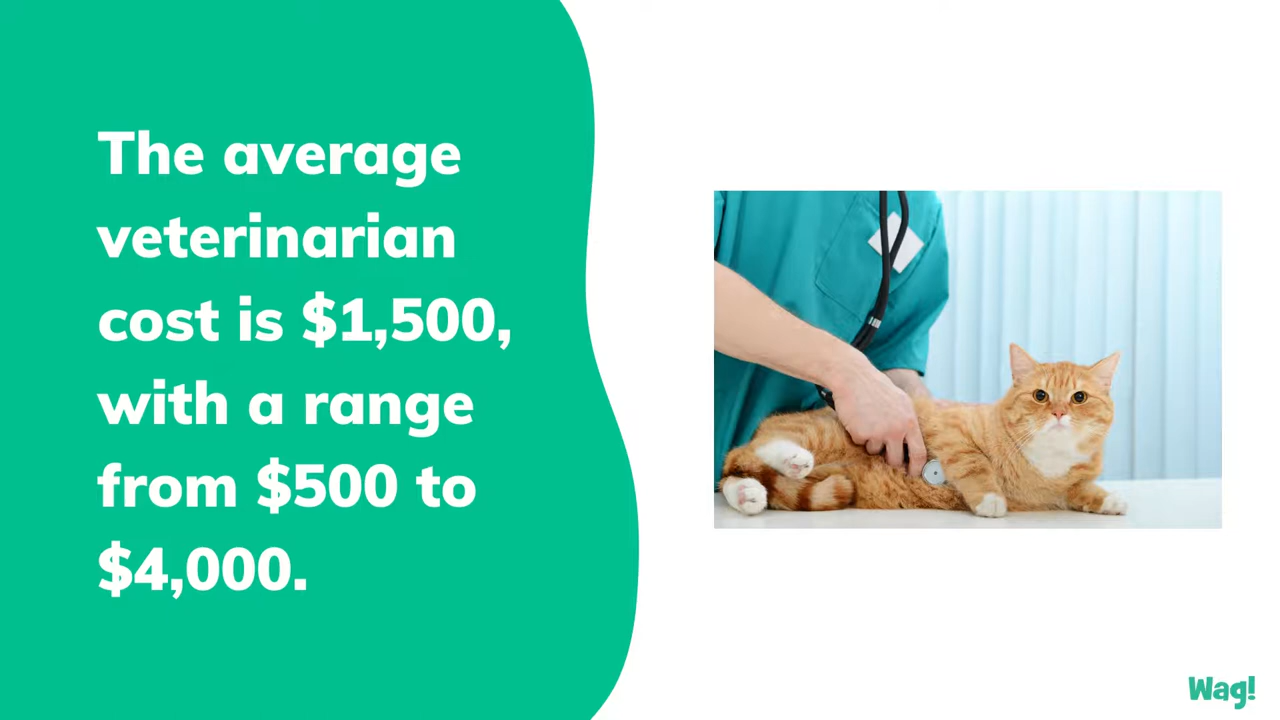 The average
veterinarian
cost is $1,500,
with a range
from $500 to
$4,000.
Wag!